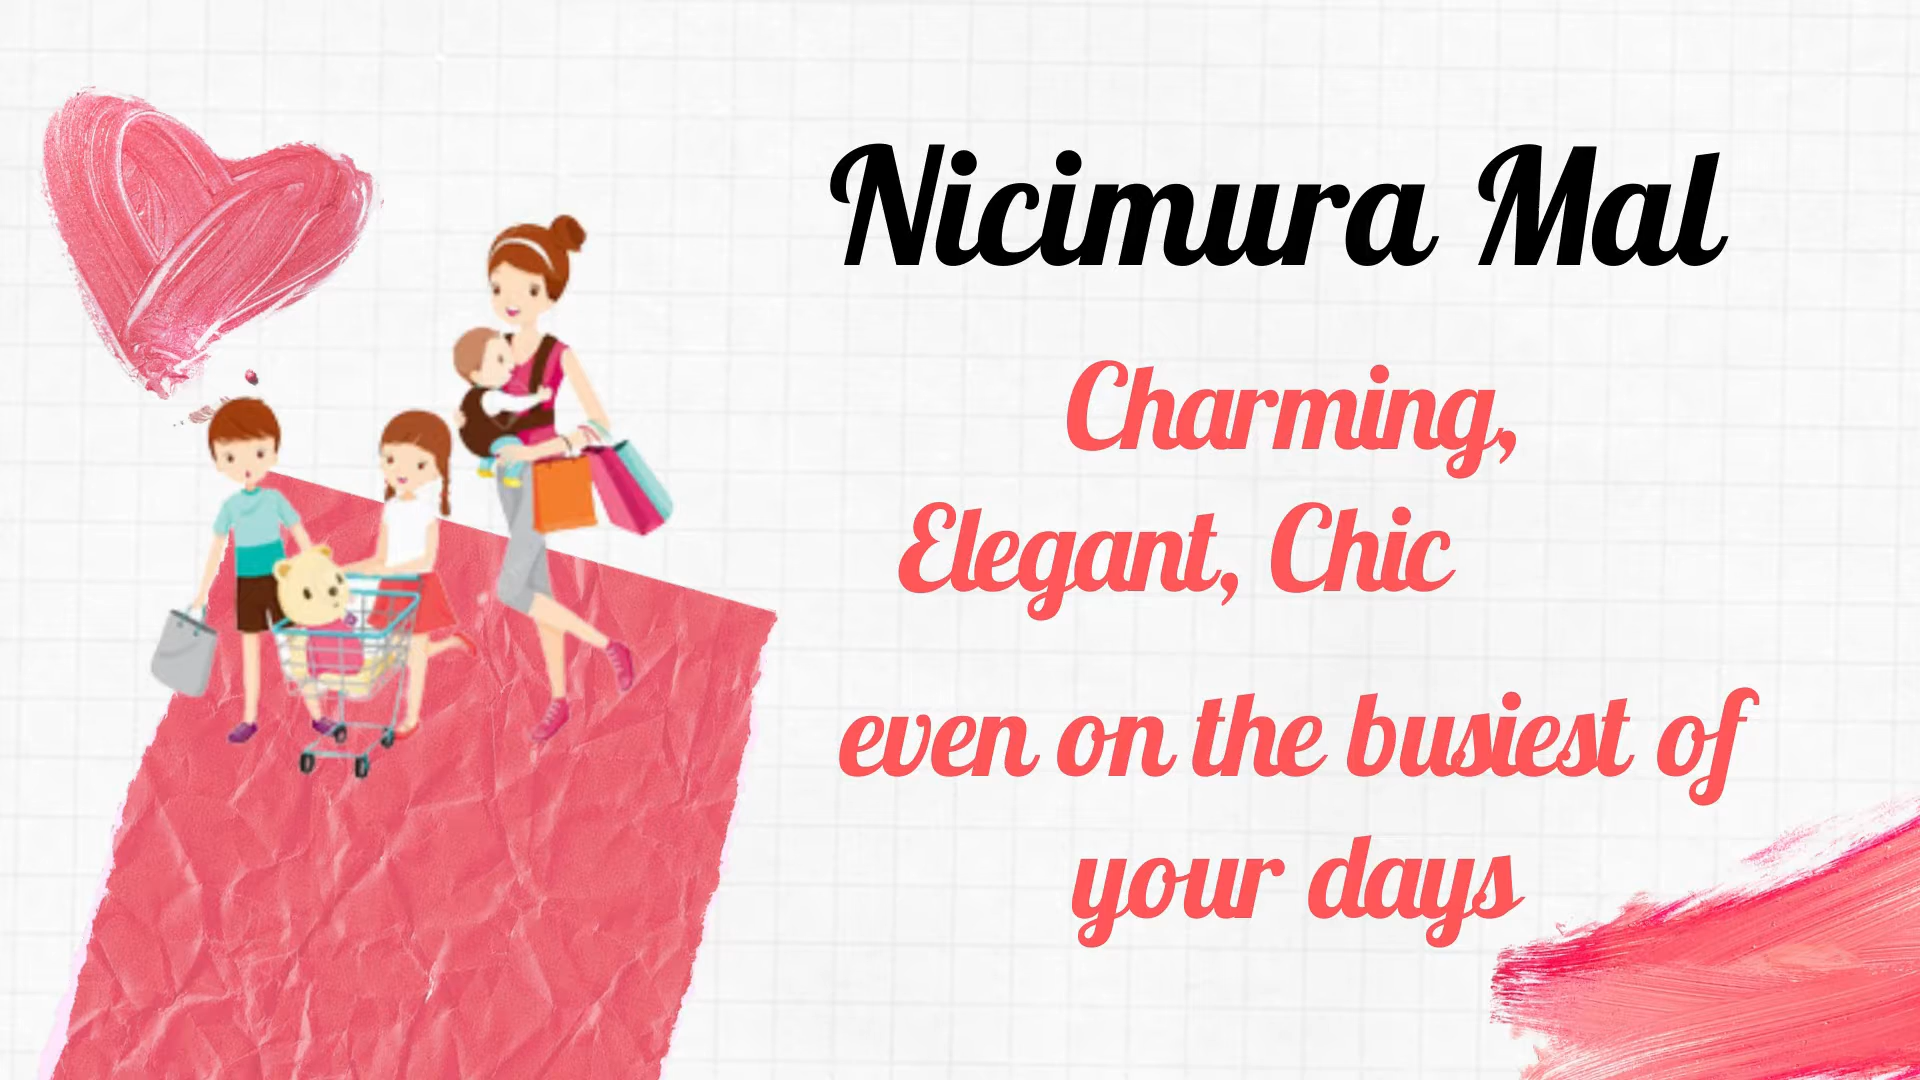 Nicimura Mal
Charming,
Elegant, Chic
even on the busiest of
your days